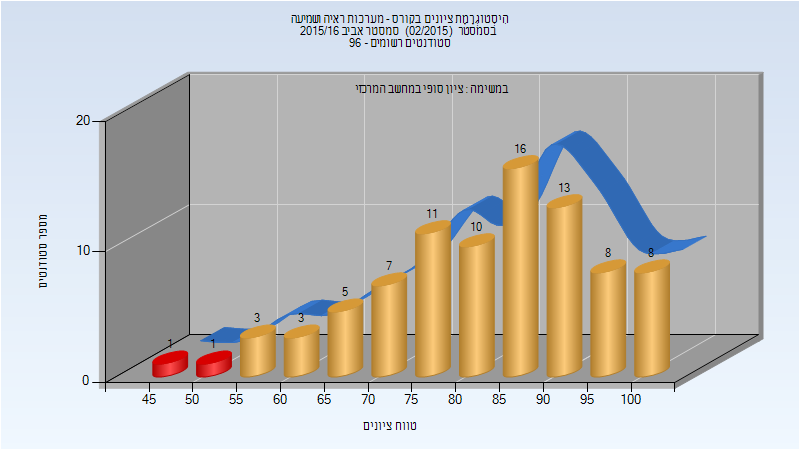 היסטוגרמת ציונים בקורס - מערכות ראיה ושמיעה
בסמסטר (02/2015) סמסטר אביב 2015/16
סטודנטים רשומים - 96
במשימה : ציון סופי במחשב המרכזי
20
10
0
מספר סטודנטים
1
1
3
3
5
7
11
10
16
13
8
8
45 50 55 60 65 70 75 80 85 90 95 100
טווח ציונים